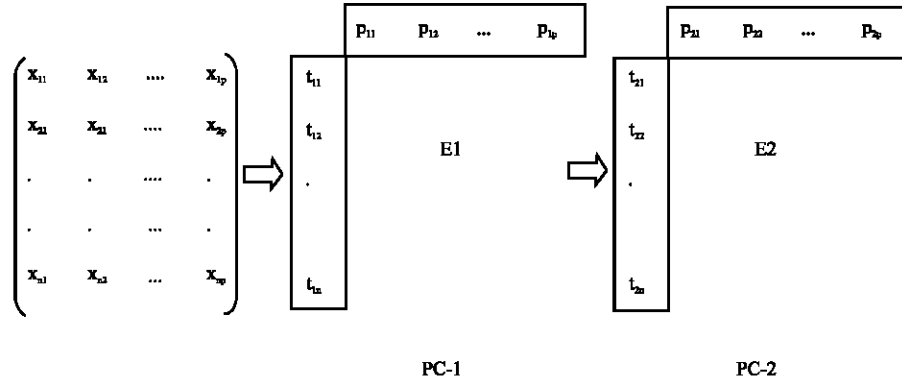 p₁₁ p₁₂ ... p₁ₚ p₂₁ p₂₂ ... p₂ₚ
x₁₁ x₁₂ .... x₁ₚ t₁₁ t₂₁
x₂₁ x₂₁ .... x₂ₚ t₁₂ t₂₂
E1 E2
. . .... . . .
. . ... .
xₙ₁ xₙ₂ ... xₙₚ t₁ₙ t₂ₙ
PC-1 PC-2